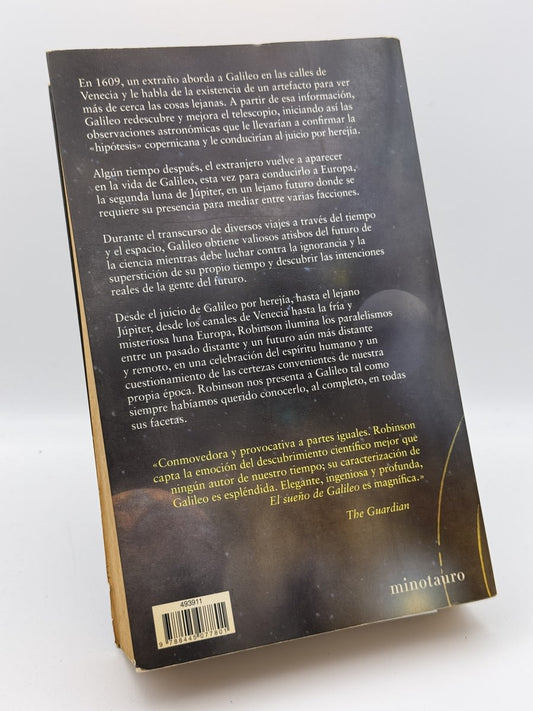 En 1609, un extraño aborda a Galileo en las calles de
Venecia y le habla de la existencia de un artefacto para ver
más de cerca las cosas lejanas. A partir de esa información,
Galileo redescubre y mejora el telescopio, iniciando así las
observaciones astronómicas que le llevarían a confirmar la
«hipótesis» copernicana y le conducirían al juicio por herejía.
Algún tiempo después, el extranjero vuelve a aparecer
en la vida de Galileo, esta vez para conducirlo a Europa,
la segunda luna de Júpiter, en un lejano futuro donde se
requiere su presencia para mediar entre varias facciones.
Durante el transcurso de diversos viajes a través del tiempo
y el espacio, Galileo obtiene valiosos atisbos del futuro de
la ciencia mientras debe luchar contra la ignorancia y la
superstición de su propio tiempo y descubrir las intenciones
reales de la gente del futuro.
Desde el juicio de Galileo por herejía, hasta el lejano
Júpiter, desde los canales de Venecia hasta la fría y
misteriosa luna Europa, Robinson ilumina los paralelismos
entre un pasado distante y un futuro aún más distante
y remoto, en una celebración del espíritu humano y un
cuestionamiento de las certezas convenientes de nuestra
propia época. Robinson nos presenta a Galileo tal como
siempre habíamos querido conocerlo, al completo, en todas
sus facetas.
«Conmovedora y provocativa a partes iguales. Robinson
capta la emoción del descubrimiento científico mejor que
ningún autor de nuestro tiempo; su caracterización de
Galileo es espléndida. Elegante, ingeniosa y profunda,
El sueño de Galileo es magnífica.»
The Guardian
minotauro
493911
9 788445 077801